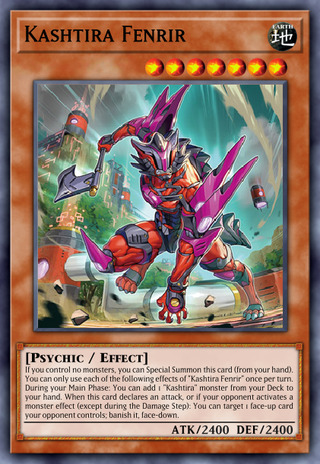 Kashtira Fenrir
EARTH
地
[Psychic / Effect]
If you control no monsters, you can Special Summon this card (from your hand).
You can only use each of the following effects of "Kashtira Fenrir" once per turn.
During your Main Phase: You can add 1 "Kashtira" monster from your Deck to
your hand. When this card declares an attack, or if your opponent activates a
monster effect (except during the Damage Step): You can target 1 face-up card
your opponent controls; banish it, face-down.
ATK/2400 DEF/2400